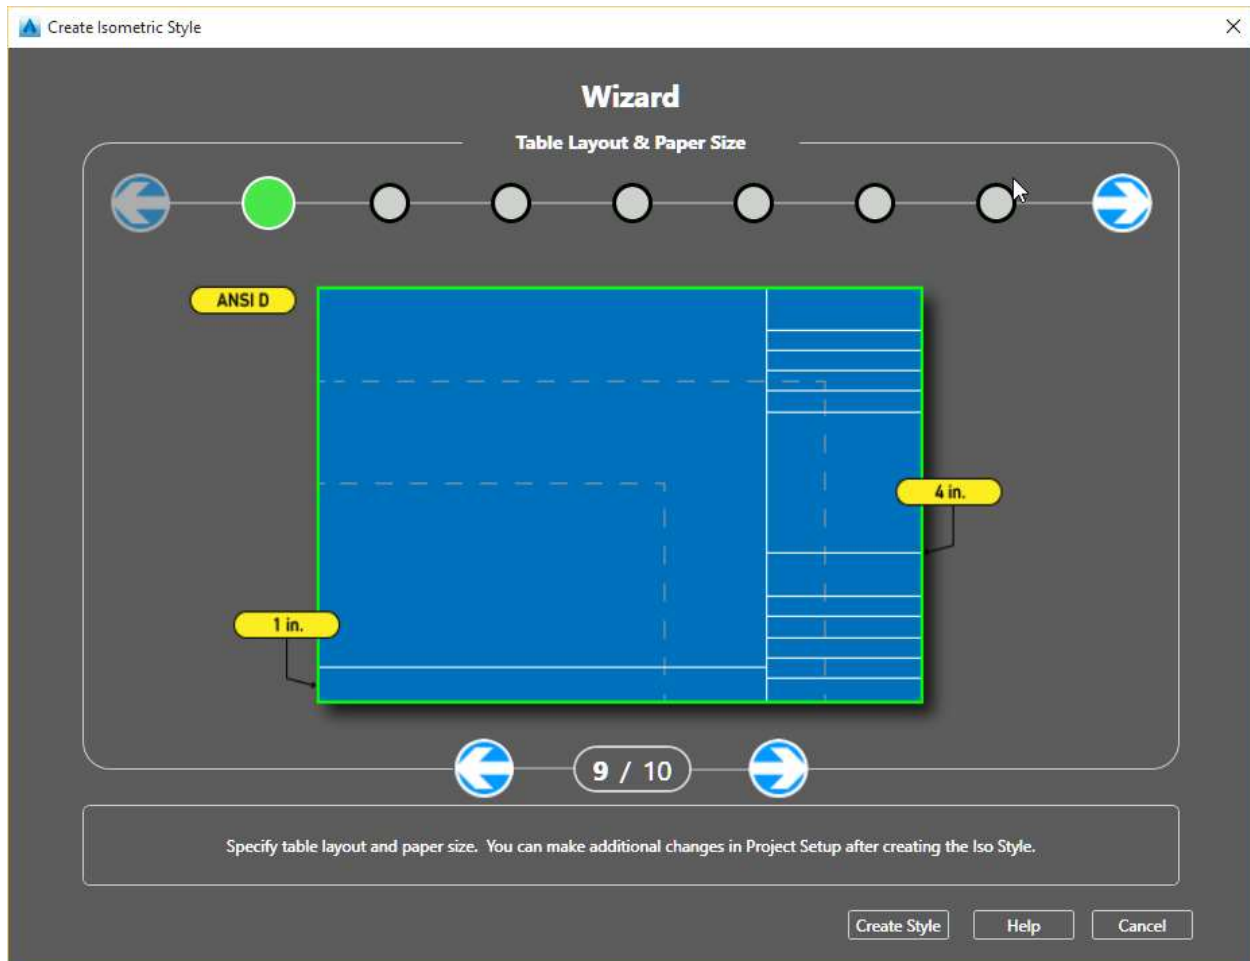 Create Isometric Style
Wizard
Table Layout & Paper Size
ANSI D
4 in.
1 in.
9 / 10
Specify table layout and paper size. You can make additional changes in Project Setup after creating the Iso Style.
Create Style
Help
Cancel